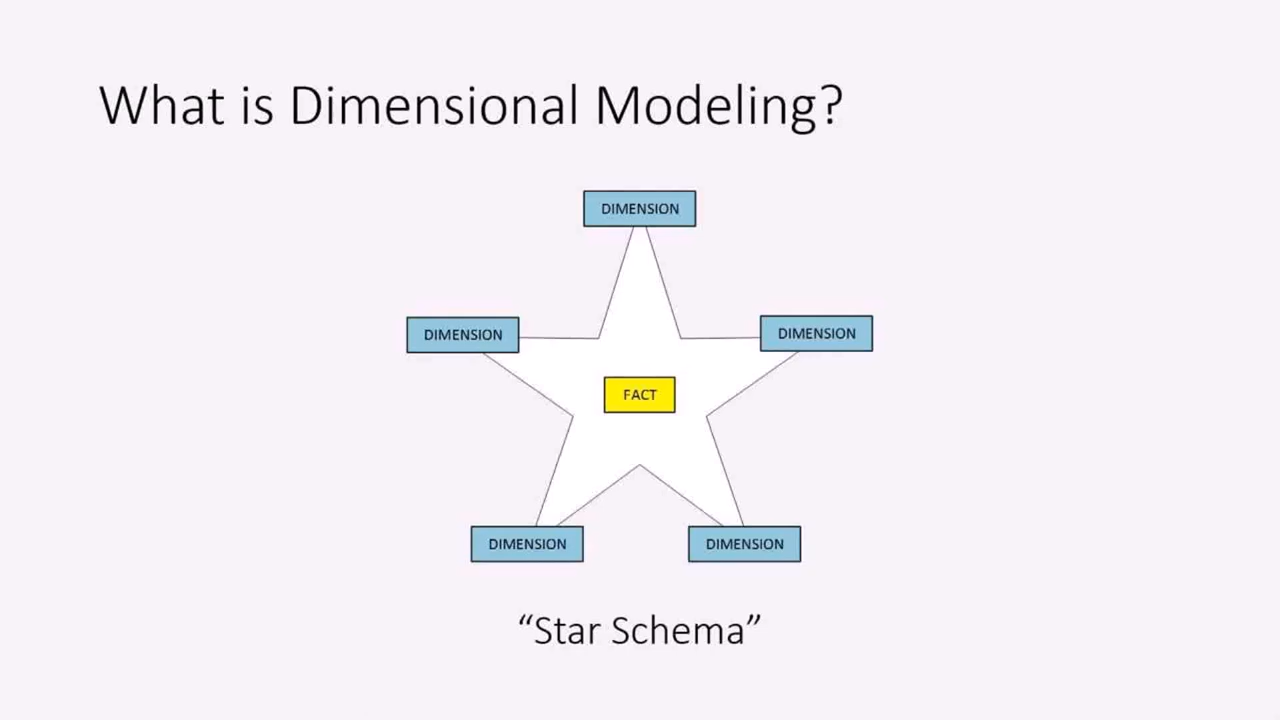 What is Dimensional Modeling?
DIMENSION
DIMENSION
DIMENSION
FACT
DIMENSION
DIMENSION
“Star Schema”